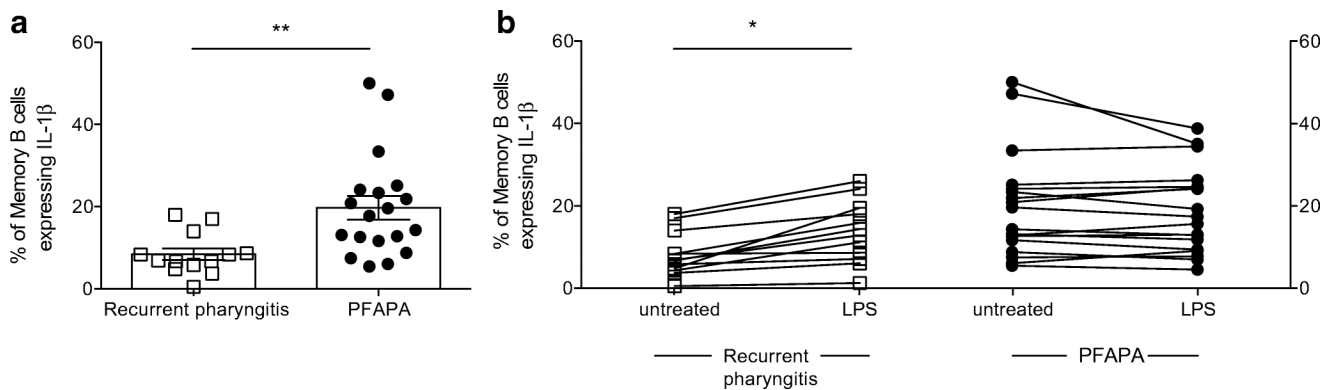 a
**
% of Memory B cells
expressing IL-1β
60
40
20
0
Recurrent pharyngitis
PFAPA
b
*
% of Memory B cells
expressing IL-1β
60
40
20
0
60
40
20
0
untreated
LPS
untreated
LPS
Recurrent
pharyngitis
PFAPA